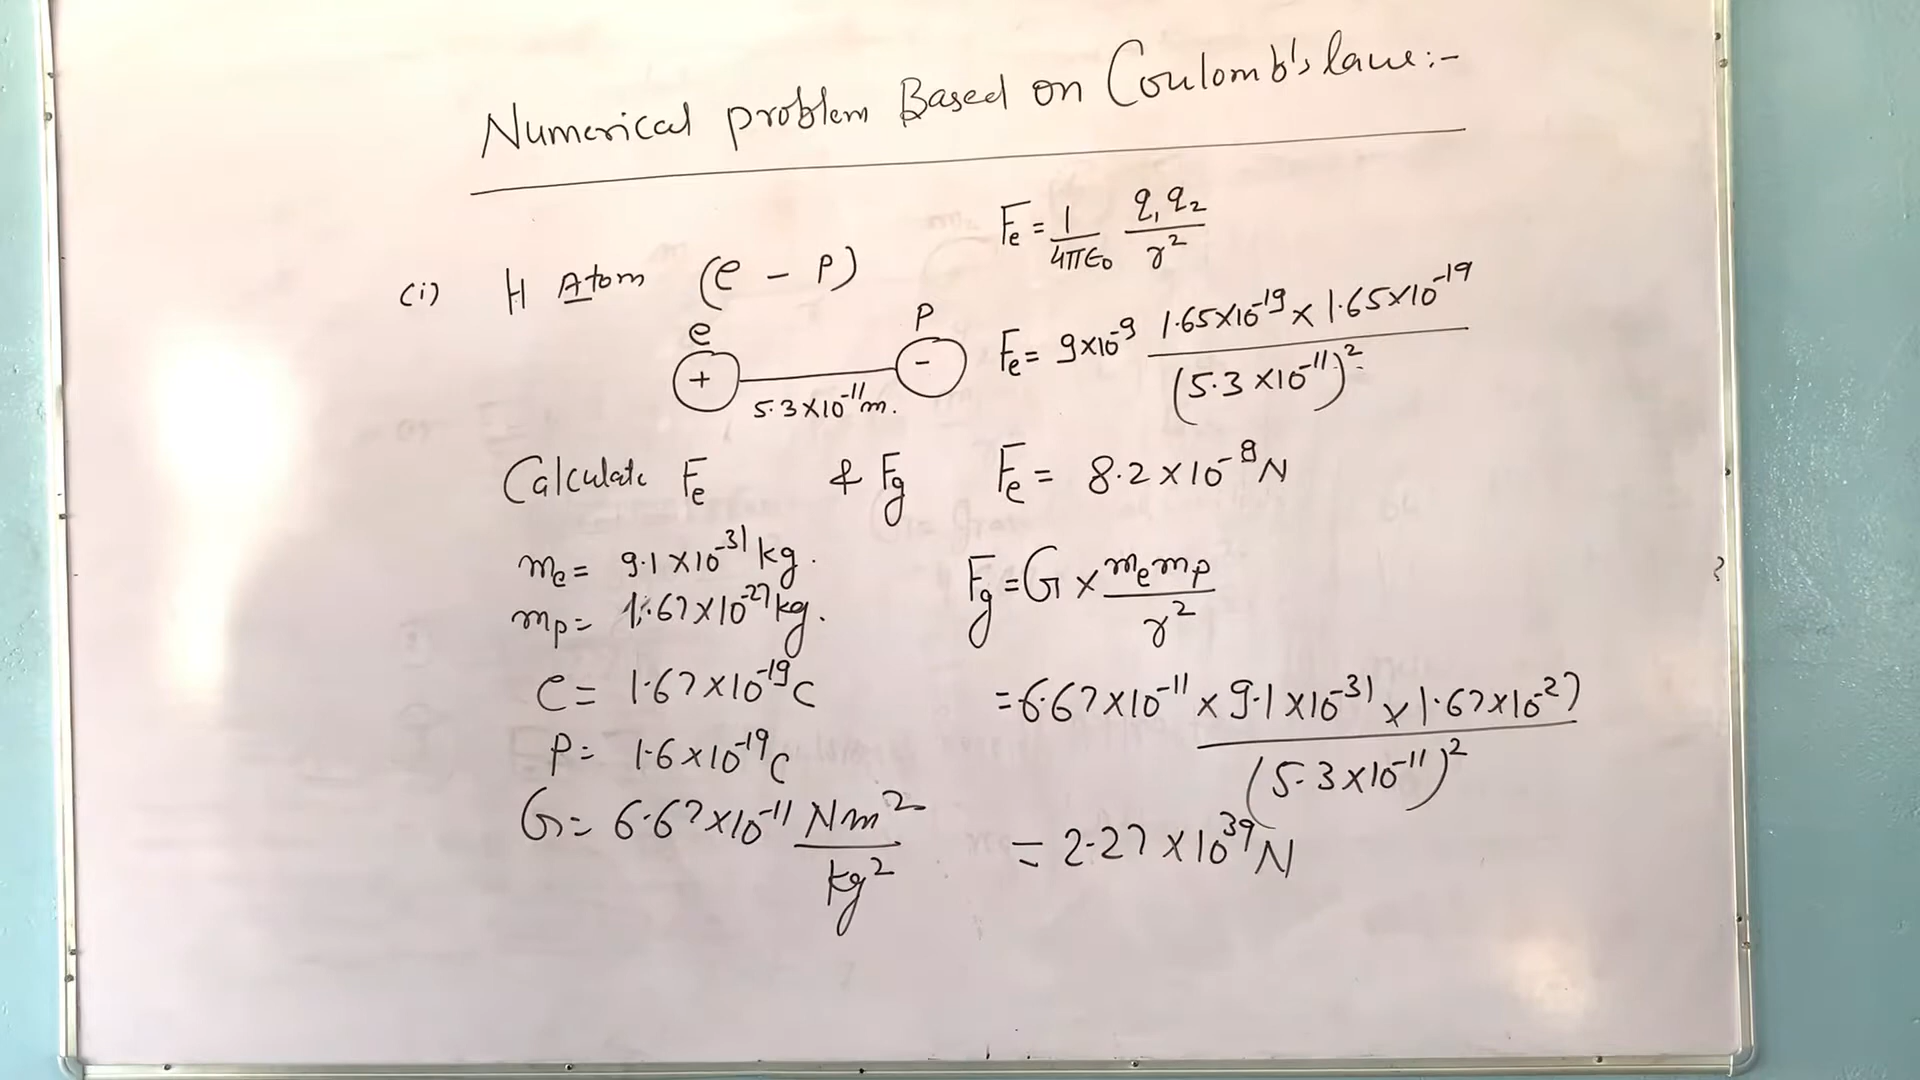 Numerical problem Based on Coulomb's law:-
(i) H Atom (e - p)
e p
+ -
5.3×10⁻¹¹m.
Calculate Fe & Fg
me= 9.1×10⁻³¹ kg.
mp= 1.67×10⁻²⁷ kg.
e= 1.67×10⁻¹⁹C
P= 1.6×10⁻¹⁹C
G= 6.67×10⁻¹¹ Nm²/kg²
Fe = 1/4π∈₀ q₁q₂/r²
Fe= 9×10⁻⁹ 1.65×10⁻¹⁹ × 1.65×10⁻¹⁹/(5.3×10⁻¹¹)²
Fe= 8.2×10⁻⁸N
Fg=G×memp/r²
=6.67×10⁻¹¹ × 9.1×10⁻³¹ × 1.67×10⁻²⁷/(5.3×10⁻¹¹)²
= 2.27×10³⁹N